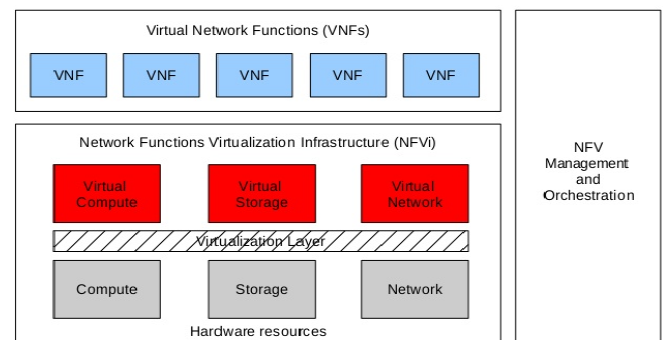 Virtual Network Functions (VNFs)
VNF
VNF
VNF
VNF
VNF
Network Functions Virtualization Infrastructure (NFVi)
Virtual
Compute
Virtual
Storage
Virtual
Network
Virtualization Layer
Compute
Storage
Network
Hardware resources
NFV
Management
and
Orchestration